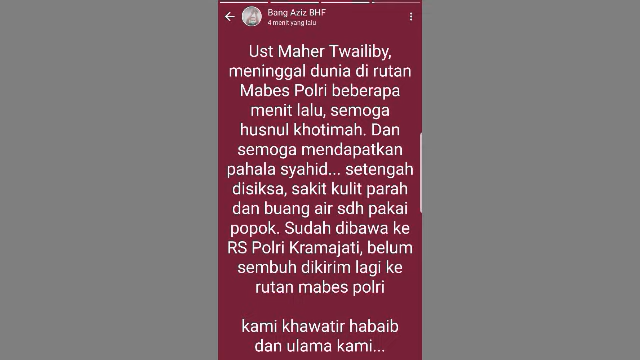 Bang Aziz BHF
4 menit yang lalu
Ust Maher Twailiby,
meninggal dunia di rutan
Mabes Polri beberapa
menit lalu, semoga
husnul khotimah. Dan
semoga mendapatkan
pahala syahid... setengah
disiksa, sakit kulit parah
dan buang air sdh pakai
popok. Sudah dibawa ke
RS Polri Kramajati, belum
sembuh dikirim lagi ke
rutan mabes polri
kami khawatir habaib
dan ulama kami...